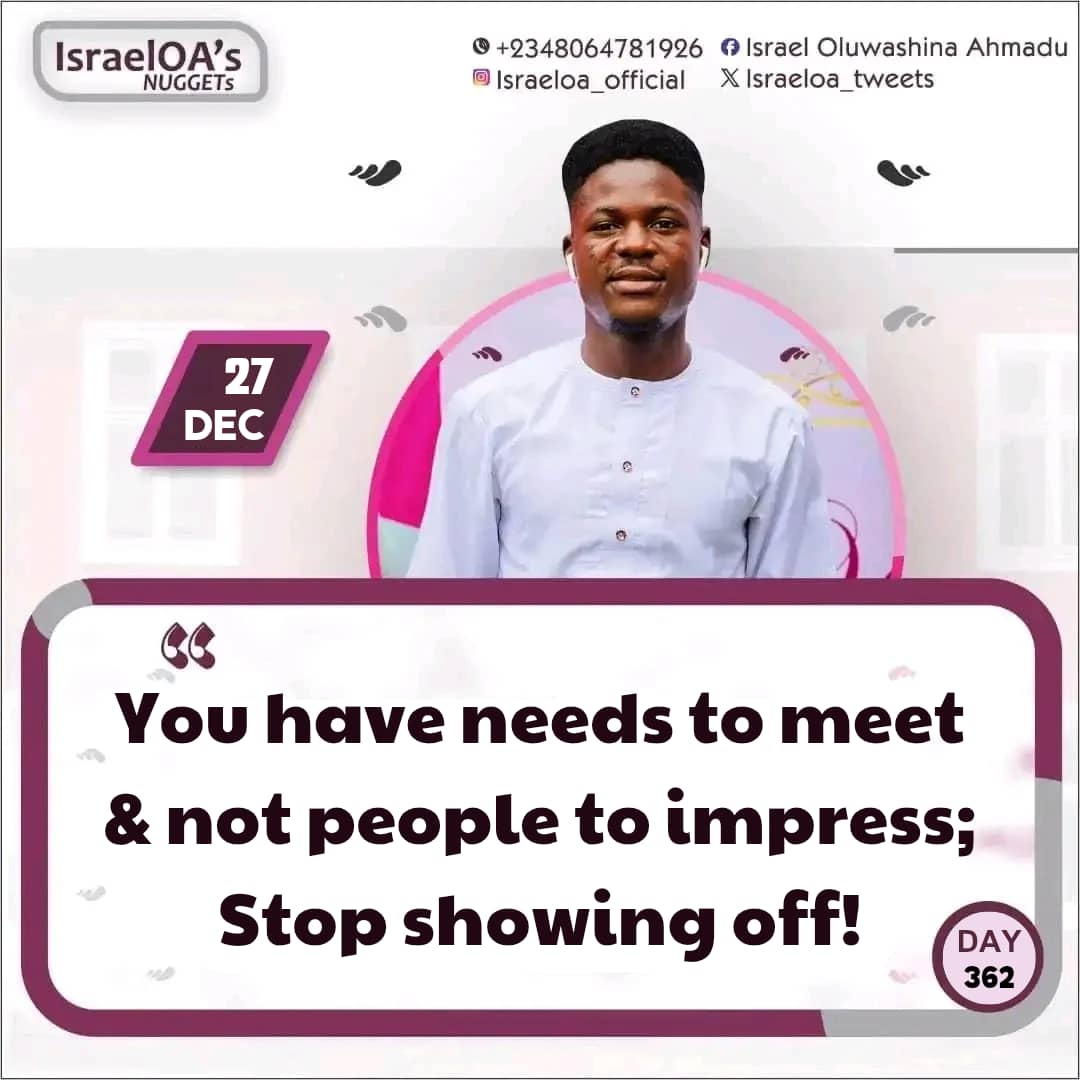 IsraelOA's
NUGGETs
+2348064781926 Israel Oluwashina Ahmadu
Israeloa_official Israeloa_tweets
27
DEC
“
You have needs to meet
& not people to impress;
Stop showing off!
DAY
362